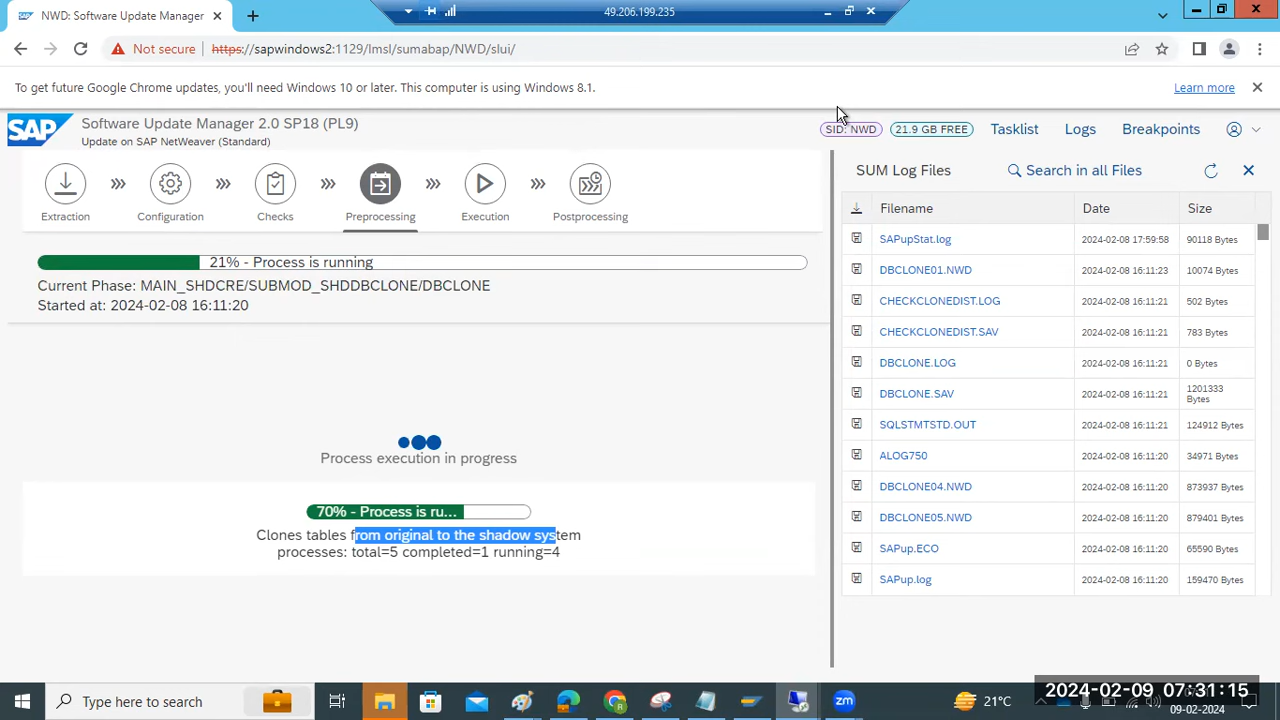 49.206.199.235
NWD: Software Update Manager
Not secure
https://sapwindows2:1129/lmsl/sumabap/NWD/slui/
To get future Google Chrome updates, you'll need Windows 10 or later. This computer is using Windows 8.1.
Learn more
SAP
Software Update Manager 2.0 SP18 (PL9)
Update on SAP NetWeaver (Standard)
SID: NWD
21.9 GB FREE
Tasklist
Logs
Breakpoints
Extraction
Configuration
Checks
Preprocessing
Execution
Postprocessing
21% - Process is running
Current Phase: MAIN_SHDCRE/SUBMOD_SHDDBCLONE/DBCLONE
Started at: 2024-02-08 16:11:20
Process execution in progress
70% - Process is ru...
Clones tables from original to the shadow system
processes: total=5 completed=1 running=4
SUM Log Files
Search in all Files
Filename Date Size
SAPupStat.log 2024-02-08 17:59:58 90118 Bytes
DBCLONE01.NWD 2024-02-08 16:11:23 10074 Bytes
CHECKCLONEDIST.LOG 2024-02-08 16:11:21 502 Bytes
CHECKCLONEDIST.SAV 2024-02-08 16:11:21 783 Bytes
DBCLONE.LOG 2024-02-08 16:11:21 0 Bytes
DBCLONE.SAV 2024-02-08 16:11:21 1201333 Bytes
SQLSTMTSTD.OUT 2024-02-08 16:11:21 124912 Bytes
ALOG750 2024-02-08 16:11:20 34971 Bytes
DBCLONE04.NWD 2024-02-08 16:11:20 873937 Bytes
DBCLONE05.NWD 2024-02-08 16:11:20 879401 Bytes
SAPup.ECO 2024-02-08 16:11:20 65590 Bytes
SAPup.log 2024-02-08 16:11:20 159470 Bytes
Type here to search
zm
21°C
2024-02-09 07:31:15
09-02-2024